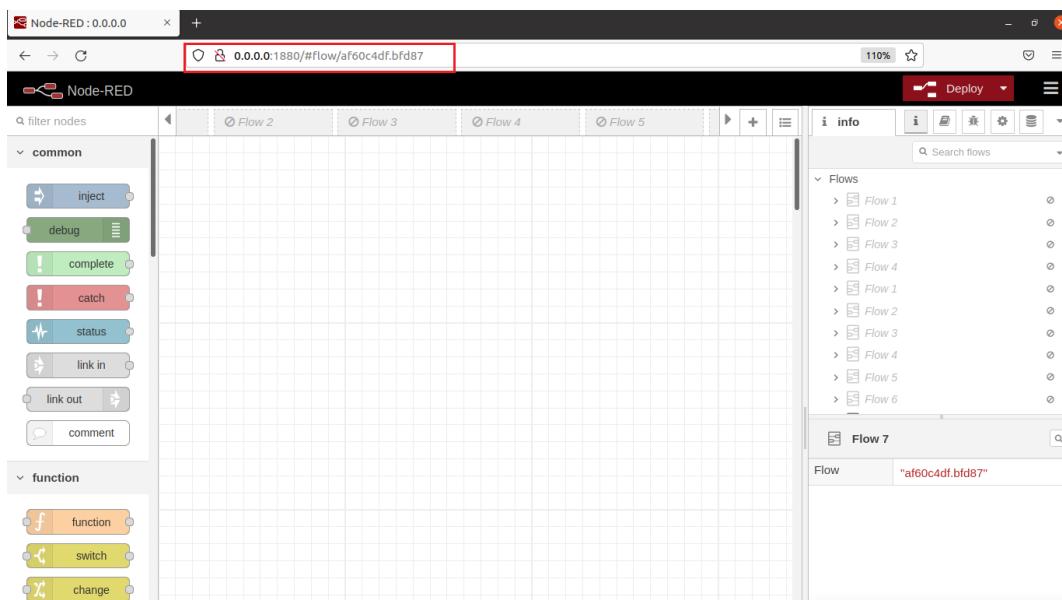 Node-RED : 0.0.0.0
0.0.0.0:1880/#flow/af60c4df.bfd87
110%
Node-RED
Deploy
filter nodes
Flow 2
Flow 3
Flow 4
Flow 5
i info
i
Search flows
common
inject
debug
complete
catch
status
link in
link out
comment
function
function
switch
change
Flows
Flow 1
Flow 2
Flow 3
Flow 4
Flow 1
Flow 2
Flow 3
Flow 4
Flow 5
Flow 6
Flow 7
Flow "af60c4df.bfd87"